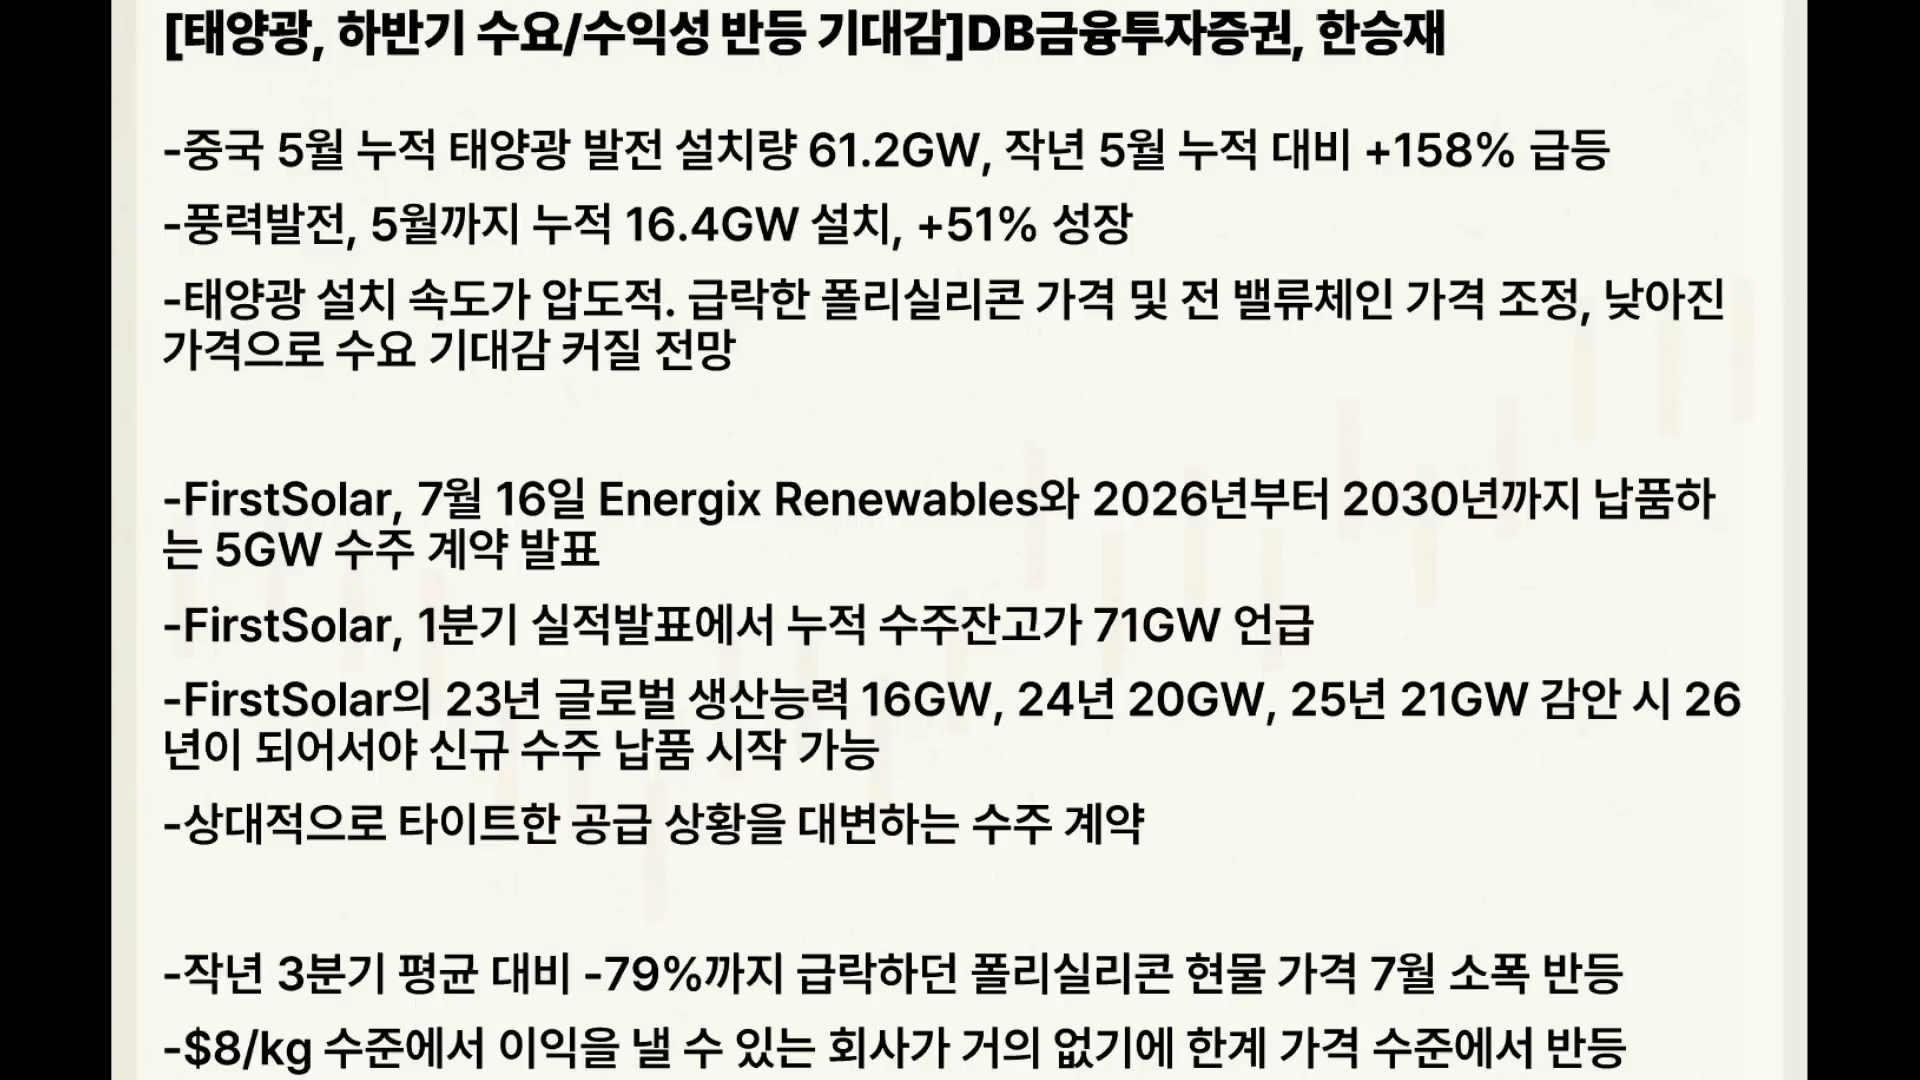 [태양광, 하반기 수요/수익성 반등 기대감]DB금융투자증권, 한승재
-중국 5월 누적 태양광 발전 설치량 61.2GW, 작년 5월 누적 대비 +158% 급등
-풍력발전, 5월까지 누적 16.4GW 설치, +51% 성장
-태양광 설치 속도가 압도적. 급락한 폴리실리콘 가격 및 전 밸류체인 가격 조정, 낮아진
가격으로 수요 기대감 커질 전망
-FirstSolar, 7월 16일 Energix Renewables와 2026년부터 2030년까지 납품하
는 5GW 수주 계약 발표
-FirstSolar, 1분기 실적발표에서 누적 수주잔고가 71GW 언급
-FirstSolar의 23년 글로벌 생산능력 16GW, 24년 20GW, 25년 21GW 감안 시 26
년이 되어서야 신규 수주 납품 시작 가능
-상대적으로 타이트한 공급 상황을 대변하는 수주 계약
-작년 3분기 평균 대비 -79%까지 급락하던 폴리실리콘 현물 가격 7월 소폭 반등
-$8/kg 수준에서 이익을 낼 수 있는 회사가 거의 없기에 한계 가격 수준에서 반등